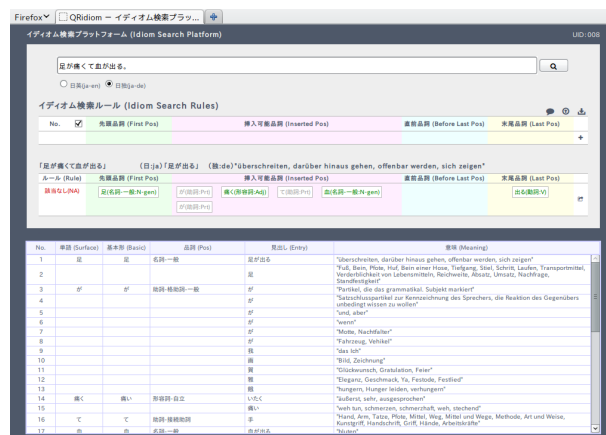 Firefox
QRidiom － イディオム検索プラッ...
イディオム検索プラットフォーム (Idiom Search Platform)
UID:008
足が痛くて血が出る。
日英(ja-en) 日独(ja-de)
イディオム検索ルール (Idiom Search Rules)
No. 先頭品詞 (First Pos) 挿入可能品詞 (Inserted Pos) 直前品詞 (Before Last Pos) 末尾品詞 (Last Pos)
+
「足が痛くて血が出る」 (日:ja)「足が出る」 (独:de)"überschreiten, darüber hinaus gehen, offenbar werden, sich zeigen"
ルール (Rule) 先頭品詞 (First Pos) 挿入可能品詞 (Inserted Pos) 直前品詞 (Before Last Pos) 末尾品詞 (Last Pos)
該当なし(NA) 足(名詞-一般:N-gen) が(助詞:Prt) 痛く(形容詞:Adj) て(助詞:Prt) 血(名詞-一般:N-gen) 出る(動詞:V)
が(助詞:Prt)
No. 単語 (Surface) 基本形 (Basic) 品詞 (Pos) 見出し (Entry) 意味 (Meaning)
1 足 足 名詞-一般 足が出る "überschreiten, darüber hinaus gehen, offenbar werden, sich zeigen"
2 足 "Fuß, Bein, Pfote, Huf, Bein einer Hose, Tiefgang, Stiel, Schritt, Laufen, Transportmittel,
Verderblichkeit von Lebensmitteln, Reichweite, Absatz, Umsatz, Nachfrage,
Standfestigkeit"
3 が が 助詞-格助詞-一般 が "Partikel, die das grammatikal. Subjekt markiert"
4 が "Satzschlusspartikel zur Kennzeichnung des Sprechers, die Reaktion des Gegenübers
unbedingt wissen zu wollen"
5 が "und, aber"
6 が "wenn"
7 が "Motte, Nachtfalter"
8 が "Fahrzeug, Vehikel"
9 我 "das Ich"
10 画 "Bild, Zeichnung"
11 賀 "Glückwunsch, Gratulation, Feier"
12 雅 "Eleganz, Geschmack, Ya, Festode, Festlied"
13 餓 "hungern, Hunger leiden, verhungern"
14 痛く 痛い 形容詞-自立 いたく "äußerst, sehr, ausgesprochen"
15 痛い "weh tun, schmerzen, schmerzhaft, weh, stechend"
16 て て 助詞-接続助詞 手 "Hand, Arm, Tatze, Pfote, Mittel, Weg, Mittel und Wege, Methode, Art und Weise,
Kunstgriff, Handschrift, Griff, Hände, Arbeitskräfte"
17 血 血 名詞-一般 血が出る "bluten"